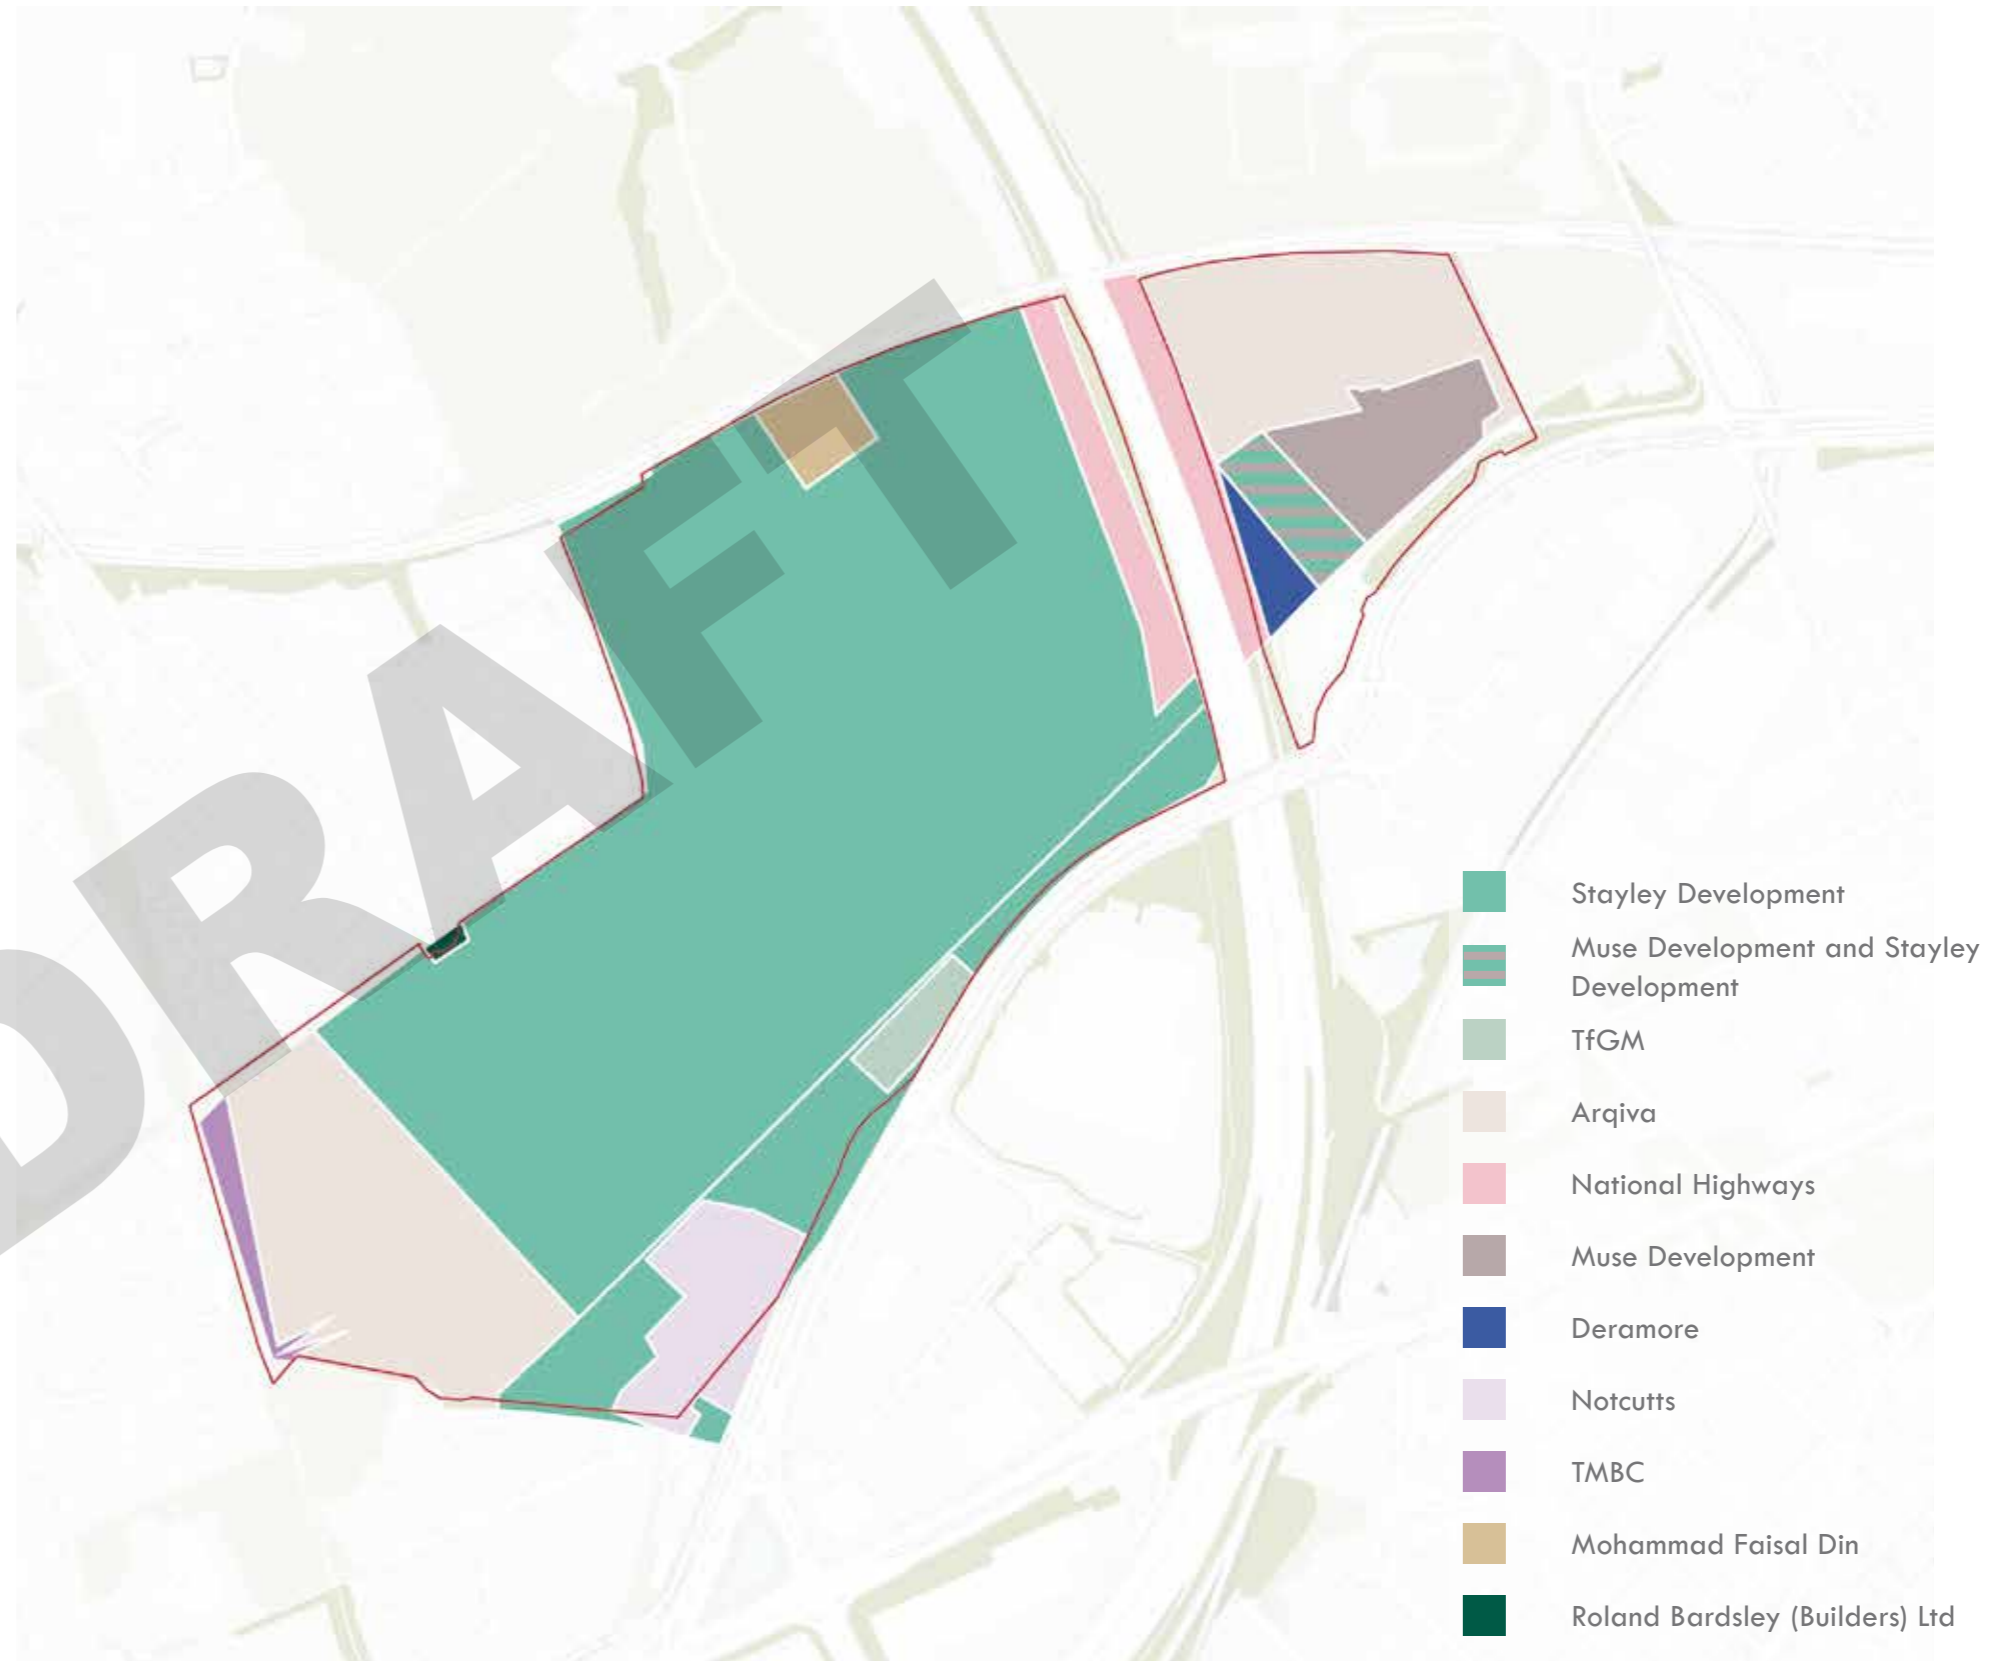 DRAFT
Stayley Development
Muse Development and Stayley
Development
TfGM
Arqiva
National Highways
Muse Development
Deramore
Notcutts
TMBC
Mohammad Faisal Din
Roland Bardsley (Builders) Ltd